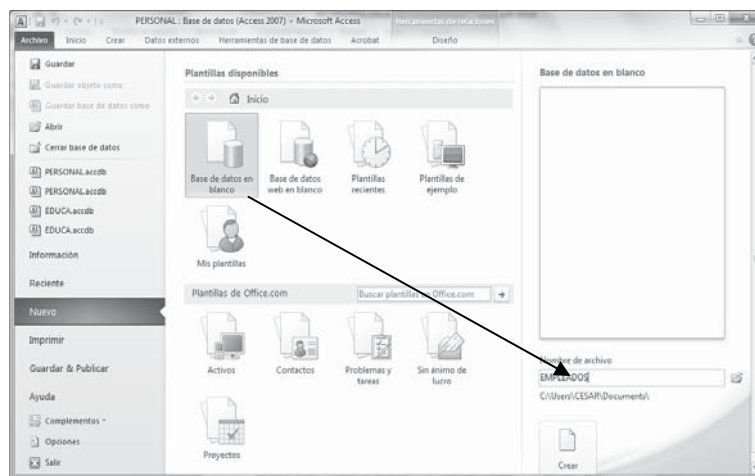 PERSONAL : Base de datos (Access 2007) - Microsoft Access
Herramientas de relaciones
Archivo Inicio Crear Datos externos Herramientas de base de datos Acrobat Diseño
Guardar
Guardar objeto como
Guardar base de datos como
Abrir
Cerrar base de datos
PERSONAL.accdb
PERSONAL.accdb
EDUCA.accdb
EDUCA.accdb
Información
Reciente
Nuevo
Imprimir
Guardar & Publicar
Ayuda
Complementos
Opciones
Salir
Plantillas disponibles
Inicio
Base de datos en blanco
Base de datos web en blanco
Plantillas recientes
Plantillas de ejemplo
Mis plantillas
Plantillas de Office.com
Buscar plantillas en Office.com
Activos
Contactos
Problemas y tareas
Sin ánimo de lucro
Proyectos
Base de datos en blanco
Nombre de archivo
EMPLEADOS
C:\Users\CESAR\Documents\
Crear